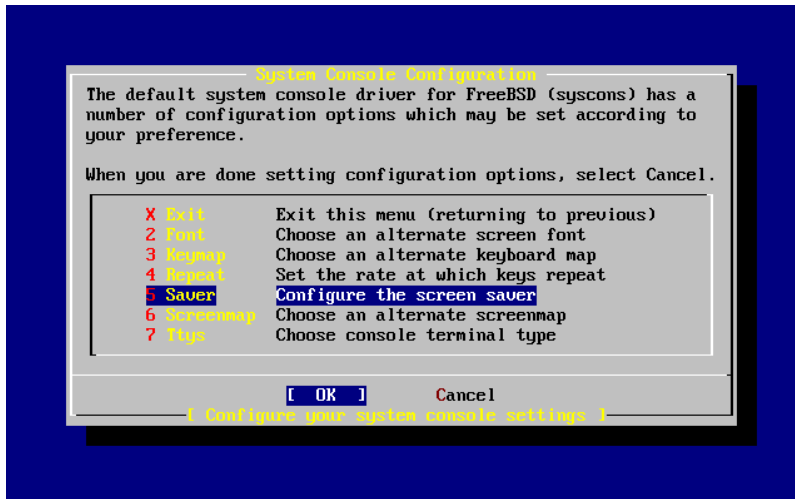 System Console Configuration
The default system console driver for FreeBSD (syscons) has a
number of configuration options which may be set according to
your preference.
When you are done setting configuration options, select Cancel.
X Exit Exit this menu (returning to previous)
2 Font Choose an alternate screen font
3 Keymap Choose an alternate keyboard map
4 Repeat Set the rate at which keys repeat
5 Saver Configure the screen saver
6 Screenmap Choose an alternate screenmap
7 Ttys Choose console terminal type
[ OK ] Cancel
[ Configure your system console settings ]